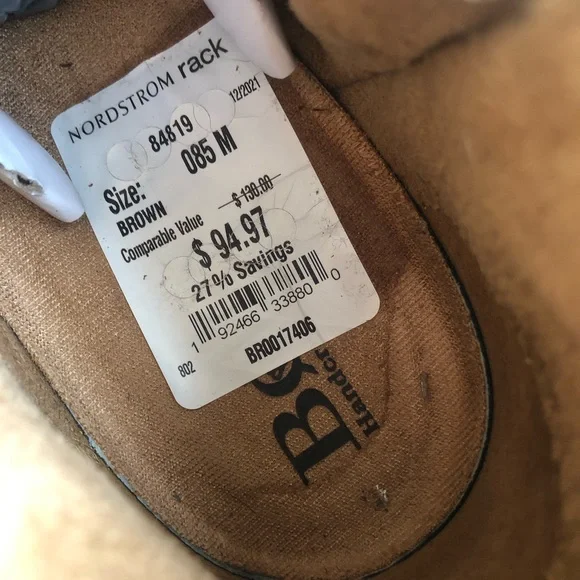 NORDSTROM rack
84819 12/2021
Size: 085 M
BROWN
Comparable Value $ 130.00
$ 94.97
27% Savings
1 92466 33880 0
802 BR0017406